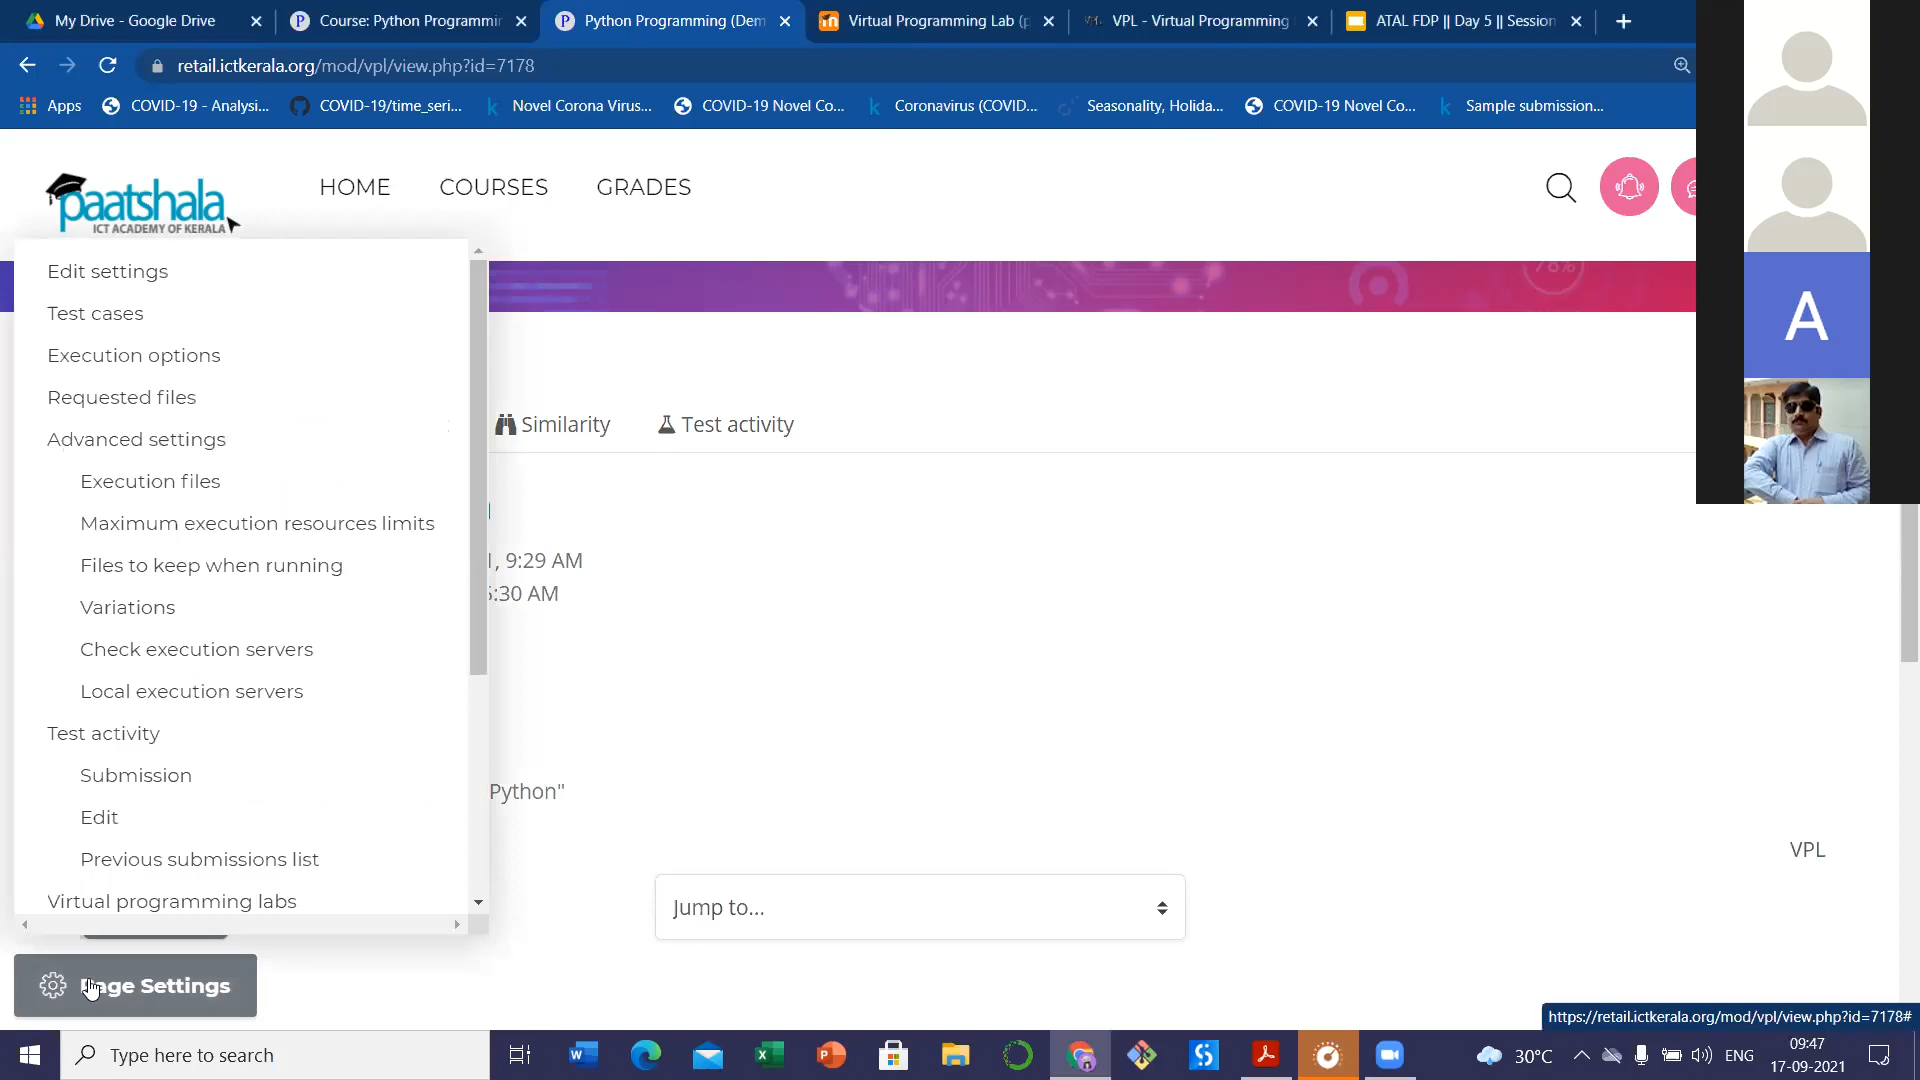 My Drive - Google Drive
Course: Python Programmin
Python Programming (Dem
Virtual Programming Lab (p
VPL - Virtual Programming
ATAL FDP || Day 5 || Session
retail.ictkerala.org/mod/vpl/view.php?id=7178
Apps
COVID-19 - Analysi...
COVID-19/time_seri...
Novel Corona Virus...
COVID-19 Novel Co...
Coronavirus (COVID...
Seasonality, Holida...
COVID-19 Novel Co...
Sample submission...
paatshala
ICT ACADEMY OF KERALA
HOME
COURSES
GRADES
78%
A
Edit settings
Test cases
Execution options
Requested files
Advanced settings
Execution files
Maximum execution resources limits
Files to keep when running
Variations
Check execution servers
Local execution servers
Test activity
Submission
Edit
Previous submissions list
Virtual programming labs
Similarity
Test activity
, 9:29 AM
:30 AM
Python"
VPL
Jump to...
Page Settings
https://retail.ictkerala.org/mod/vpl/view.php?id=7178#
Type here to search
30°C
ENG
09:47
17-09-2021